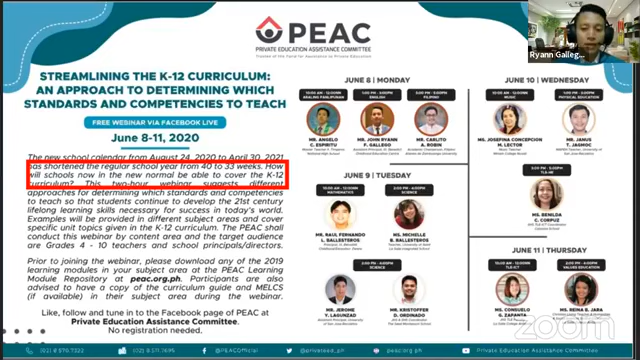 PEAC
PRIVATE EDUCATION ASSISTANCE COMMITTEE
STREAMLINING THE K-12 CURRICULUM:
AN APPROACH TO DETERMINING WHICH
STANDARDS AND COMPETENCIES TO TEACH
FREE WEBINAR VIA FACEBOOK LIVE
June 8-11, 2020
The new school calendar from August 24, 2020 to April 30, 2021
has shortened the regular school year from 40 to 33 weeks. How
will schools now in the new normal be able to cover the K-12
curriculum? This two-hour webinar suggests different
approaches for determining which standards and competencies
to teach so that students continue to develop the 21st century
lifelong learning skills necessary for success in today's world.
Examples will be provided in different subject areas and cover
specific unit topics given in the K-12 curriculum. The PEAC shall
conduct this webinar by content area and the target audience
are Grades 4 - 10 teachers and school principals/directors.
Prior to joining the webinar, please download any of the 2019
learning modules in your subject area at the PEAC Learning
Module Repository at peac.org.ph. Participants are also
advised to have a copy of the curriculum guide and MELCS
(if available) in their subject area during the webinar.
Like, follow and tune in to the Facebook page of PEAC at
Private Education Assistance Committee.
No registration needed.
JUNE 8 | MONDAY
ARALING PANLIPUNAN
ENGLISH
FILIPINO
MR. ANGELO
C. ESPIRITU
MR. JOHN RYAN
F. GALLEGO
MR. CARLITO
A. ROBIN
JUNE 9 | TUESDAY
MR. RAUL FERNANDO
L. BALLESTEROS
MS. MICHELLE
B. BALLESTEROS
SCIENCE
SCIENCE
MR. JEROME
T. LAGUNZAD
MR. KRISTOFFER
D. ORDINADO
JUNE 10 | WEDNESDAY
MUSIC
PHYSICAL EDUCATION
MS. JOSEFINA CONCEPCION
M. LECTOR
MR. JANUS
T. JASMOC
TLE-HE
MS. BENILDA
C. CORPUZ
JUNE 11 | THURSDAY
TLE-ICT
VALUES EDUCATION
MS. CONSUELO
G. ZAPANTA
MS. REINA B. JARA
Ryann Galleg...
zoom
@PEACOfficial
peac.org.ph